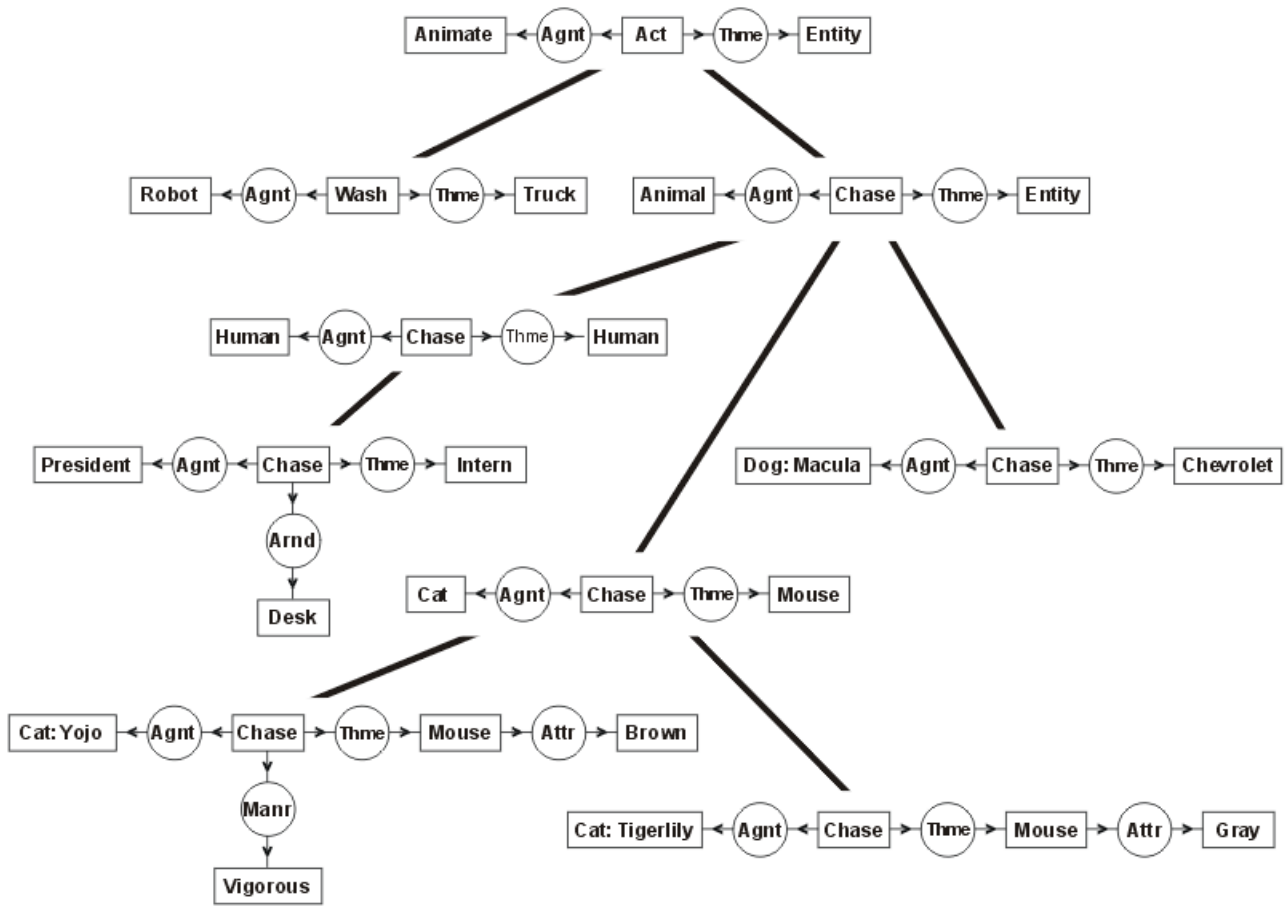 Animate Agnt Act Thme Entity
Robot Agnt Wash Thme Truck
Animal Agnt Chase Thme Entity
Human Agnt Chase Thme Human
President Agnt Chase Thme Intern
Arnd
Desk
Dog: Macula Agnt Chase Thme Chevrolet
Cat Agnt Chase Thme Mouse
Cat: Yojo Agnt Chase Thme Mouse Attr Brown
Manr
Vigorous
Cat: Tigerlily Agnt Chase Thme Mouse Attr Gray